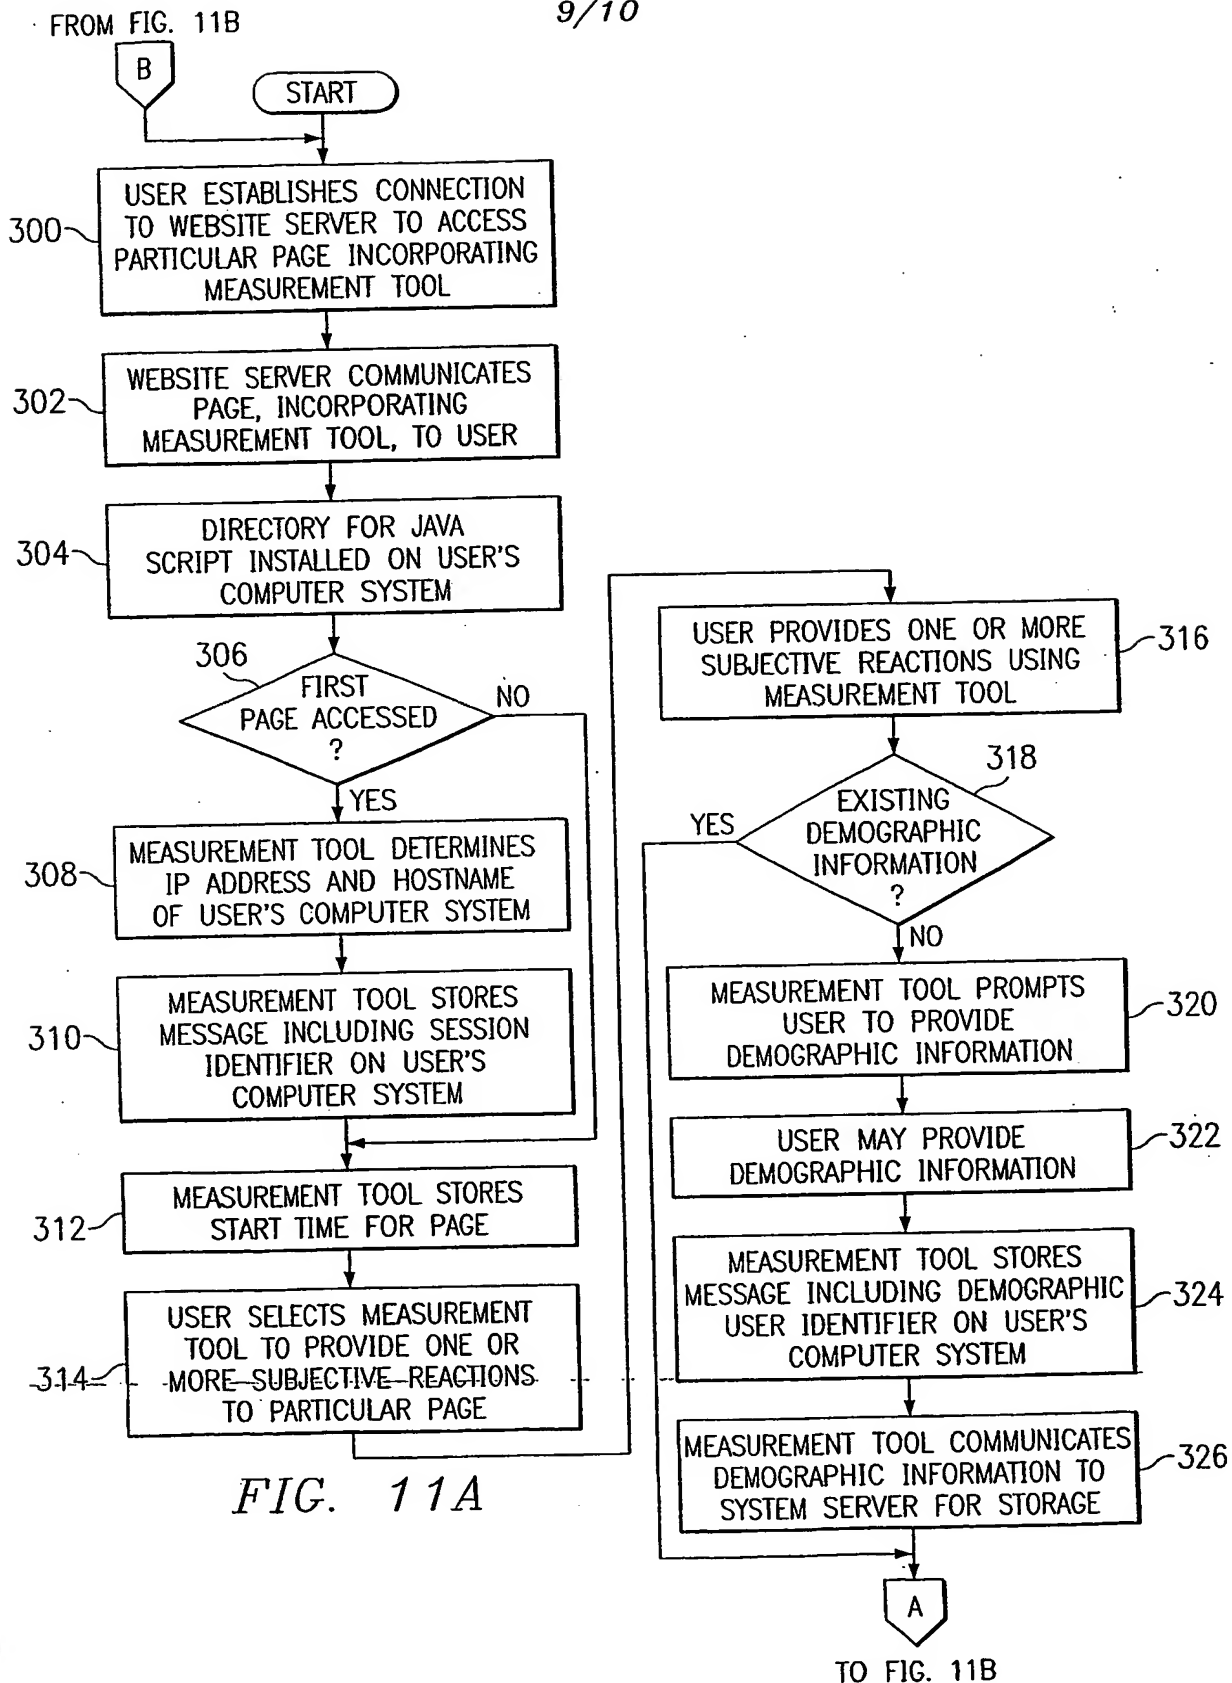 9/10
FROM FIG. 11B
B
START
300
USER ESTABLISHES CONNECTION
TO WEBSITE SERVER TO ACCESS
PARTICULAR PAGE INCORPORATING
MEASUREMENT TOOL
302
WEBSITE SERVER COMMUNICATES
PAGE, INCORPORATING
MEASUREMENT TOOL, TO USER
304
DIRECTORY FOR JAVA
SCRIPT INSTALLED ON USER'S
COMPUTER SYSTEM
306
FIRST
PAGE ACCESSED
?
NO
YES
308
MEASUREMENT TOOL DETERMINES
IP ADDRESS AND HOSTNAME
OF USER'S COMPUTER SYSTEM
310
MEASUREMENT TOOL STORES
MESSAGE INCLUDING SESSION
IDENTIFIER ON USER'S
COMPUTER SYSTEM
312
MEASUREMENT TOOL STORES
START TIME FOR PAGE
314
USER SELECTS MEASUREMENT
TOOL TO PROVIDE ONE OR
MORE SUBJECTIVE REACTIONS
TO PARTICULAR PAGE
FIG. 11A
316
USER PROVIDES ONE OR MORE
SUBJECTIVE REACTIONS USING
MEASUREMENT TOOL
318
EXISTING
DEMOGRAPHIC
INFORMATION
?
YES
NO
320
MEASUREMENT TOOL PROMPTS
USER TO PROVIDE
DEMOGRAPHIC INFORMATION
322
USER MAY PROVIDE
DEMOGRAPHIC INFORMATION
324
MEASUREMENT TOOL STORES
MESSAGE INCLUDING DEMOGRAPHIC
USER IDENTIFIER ON USER'S
COMPUTER SYSTEM
326
MEASUREMENT TOOL COMMUNICATES
DEMOGRAPHIC INFORMATION TO
SYSTEM SERVER FOR STORAGE
A
TO FIG. 11B